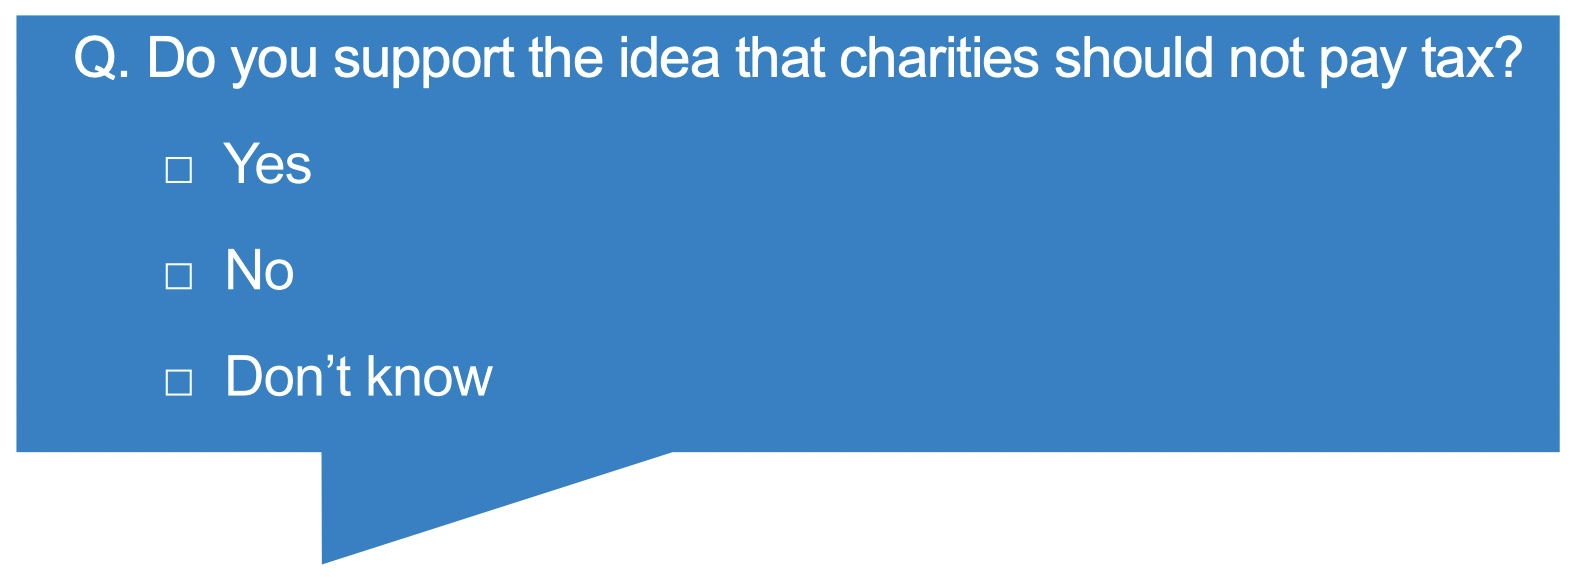 Q. Do you support the idea that charities should not pay tax?
□ Yes
□ No
□ Don’t know